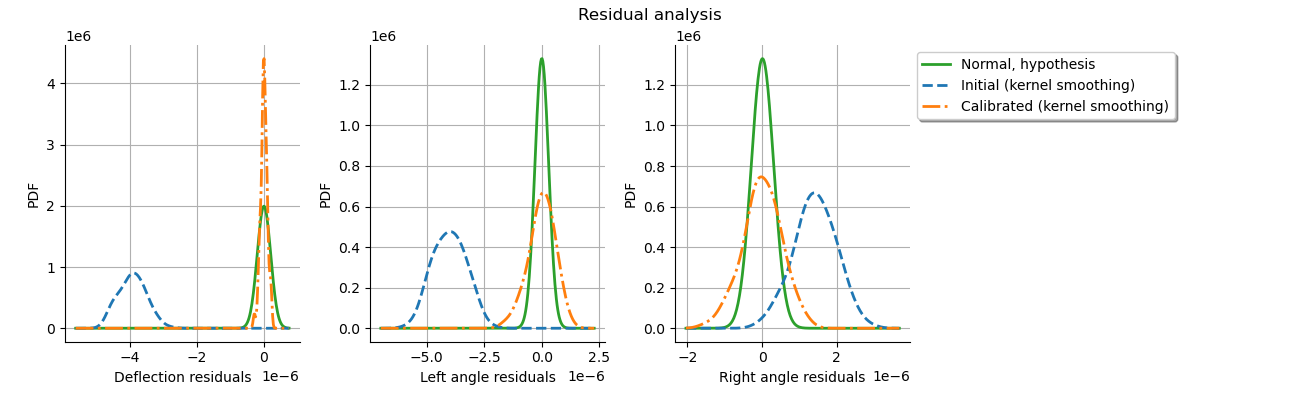 Residual analysis
1e6
4
3
2
1
0
PDF
−4
−2
0
1e−6
Deflection residuals
1e6
1.2
1.0
0.8
0.6
0.4
0.2
0.0
PDF
−5.0
−2.5
0.0
2.5
1e−6
Left angle residuals
1e6
1.2
1.0
0.8
0.6
0.4
0.2
0.0
PDF
−2
0
2
1e−6
Right angle residuals
Normal, hypothesis
Initial (kernel smoothing)
Calibrated (kernel smoothing)